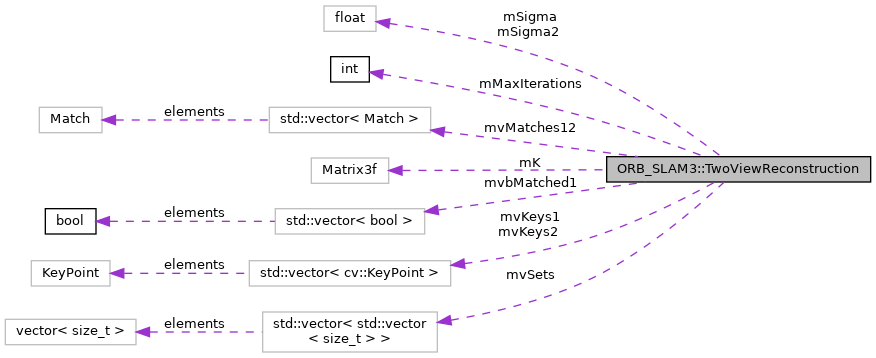 float
mSigma
mSigma2
int
mMaxIterations
Match
elements
std::vector< Match >
mvMatches12
Matrix3f
mK
ORB_SLAM3::TwoViewReconstruction
mvbMatched1
bool
elements
std::vector< bool >
mvKeys1
mvKeys2
KeyPoint
elements
std::vector< cv::KeyPoint >
mvSets
vector< size_t >
elements
std::vector< std::vector
< size_t > >